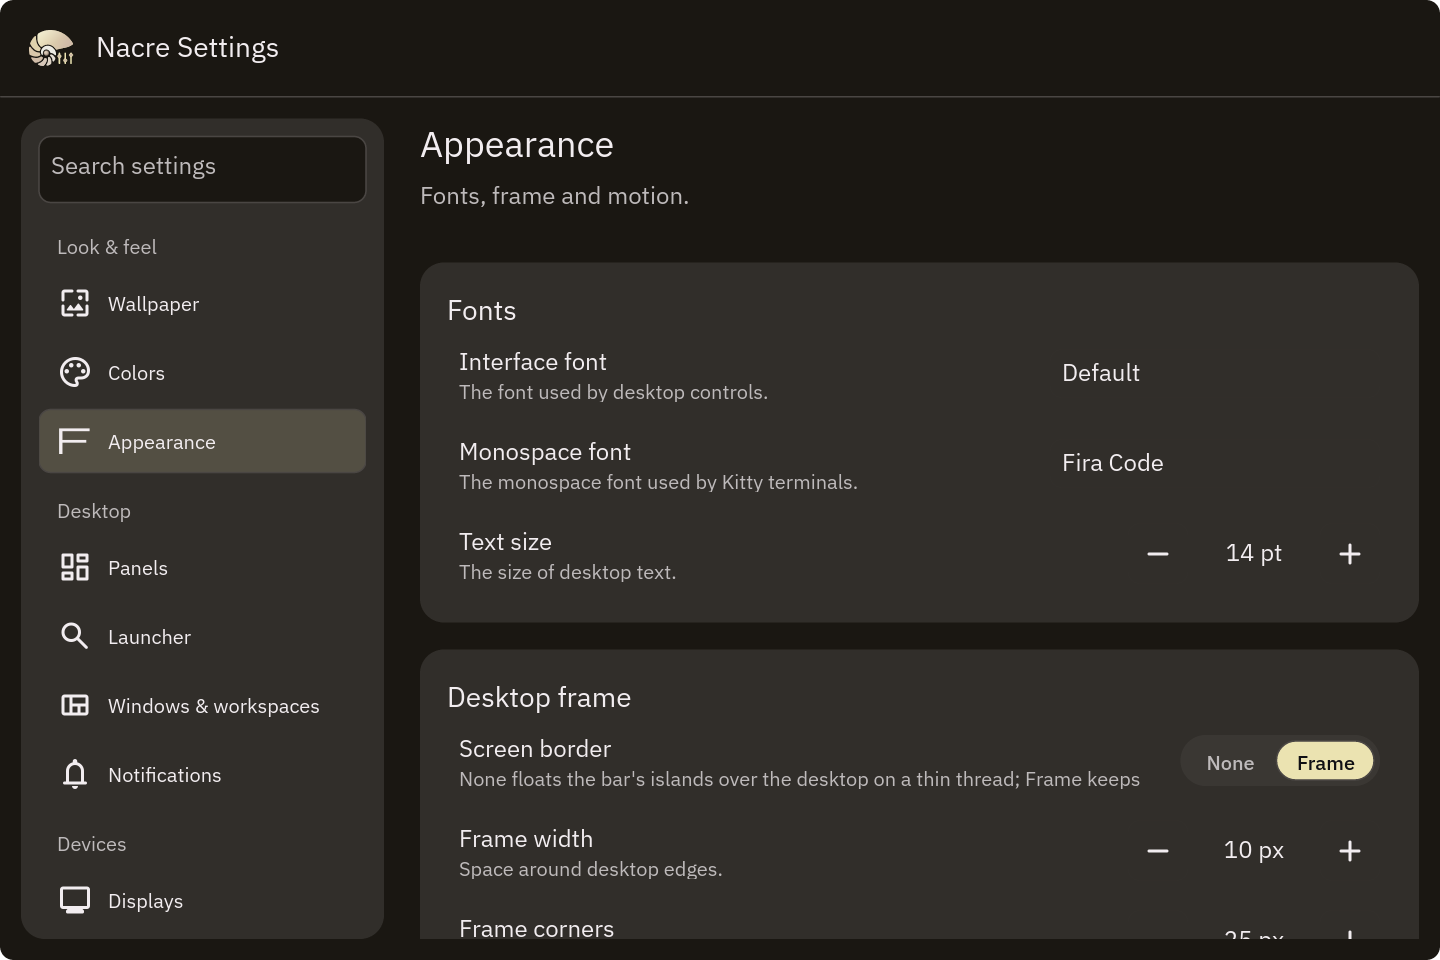 Nacre Settings
Search settings
Look & feel
Wallpaper
Colors
Appearance
Desktop
Panels
Launcher
Windows & workspaces
Notifications
Devices
Displays
Appearance
Fonts, frame and motion.
Fonts
Interface font
The font used by desktop controls.
Default
Monospace font
The monospace font used by Kitty terminals.
Fira Code
Text size
The size of desktop text.
14 pt
Desktop frame
Screen border
None floats the bar's islands over the desktop on a thin thread; Frame keeps
None
Frame
Frame width
Space around desktop edges.
10 px
Frame corners